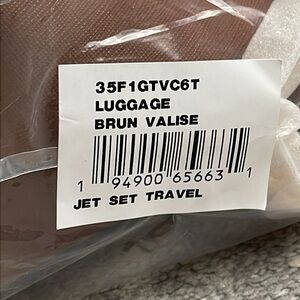 35F1GTVC6T
LUGGAGE
BRUN VALISE
1 94900 65663 1
JET SET TRAVEL